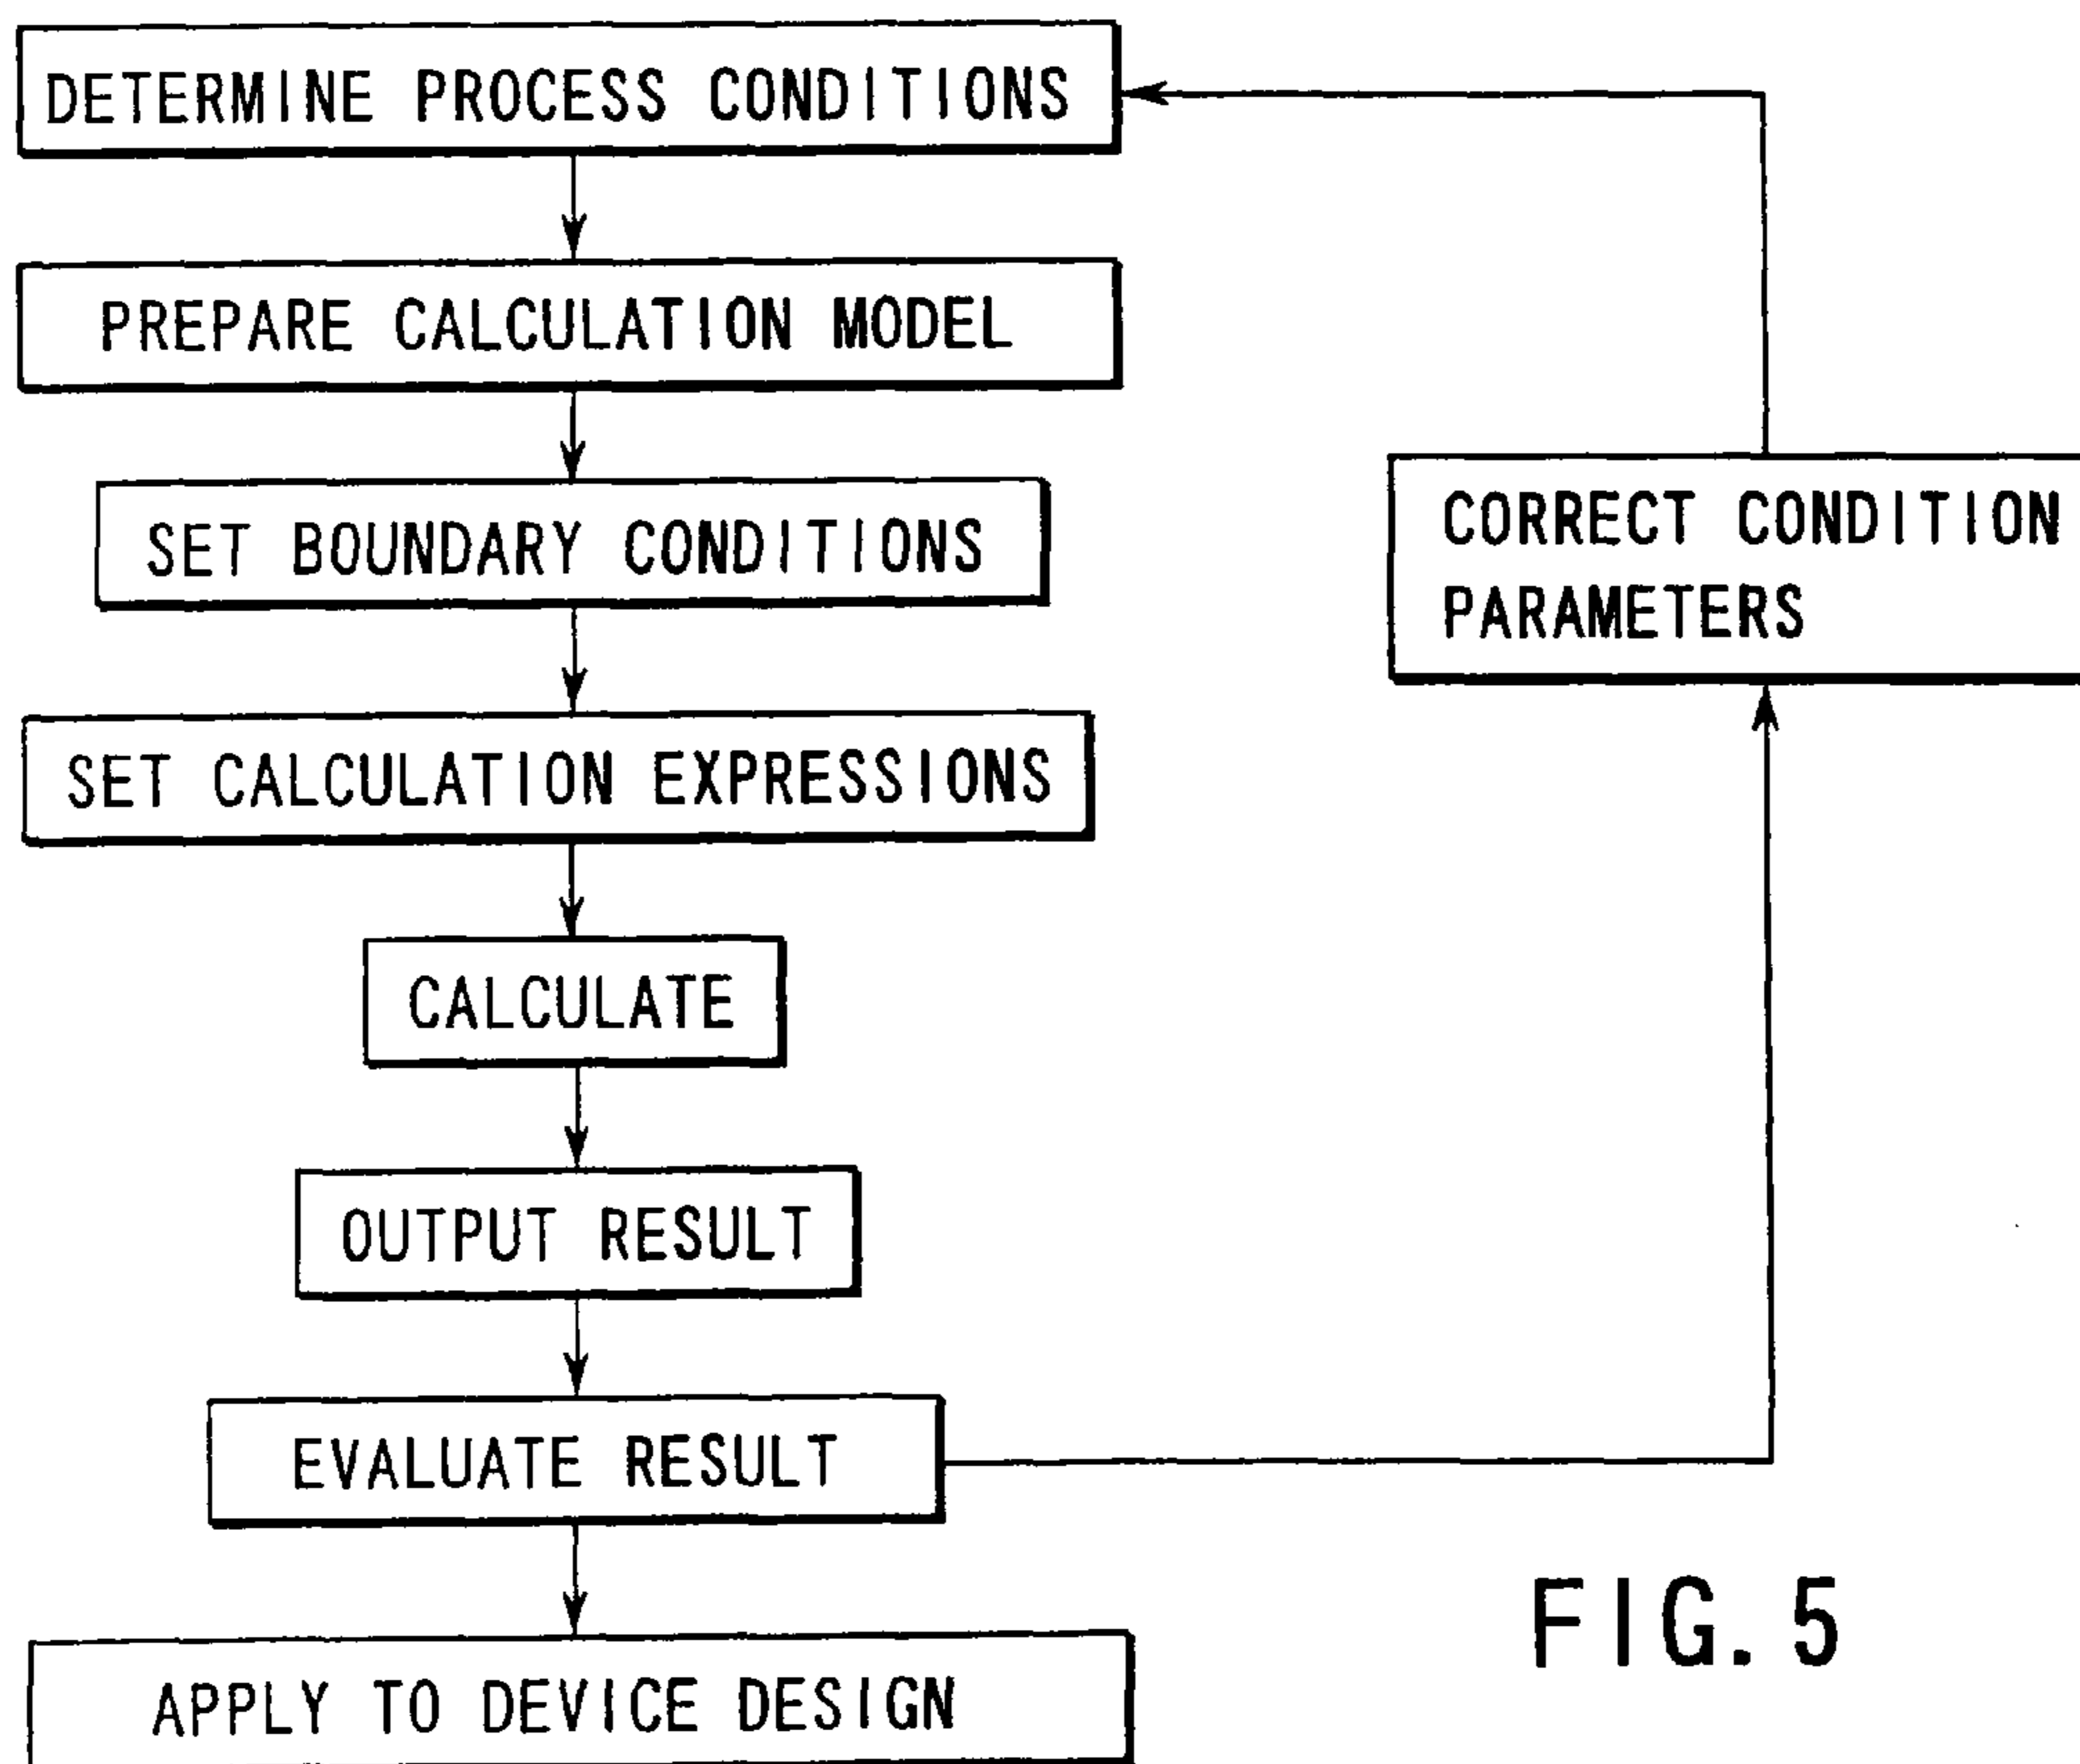 DETERMINE PROCESS CONDITIONS
PREPARE CALCULATION MODEL
SET BOUNDARY CONDITIONS
SET CALCULATION EXPRESSIONS
CALCULATE
OUTPUT RESULT
EVALUATE RESULT
APPLY TO DEVICE DESIGN
CORRECT CONDITION
PARAMETERS
FIG. 5